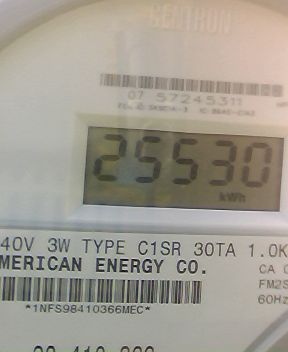 CENTRON
07 57245311
25530
kWh
40V 3W TYPE C1SR 30TA 1.0K
MERICAN ENERGY CO.
CA 0
FM2S
60Hz
*1NFS98410366MEC*